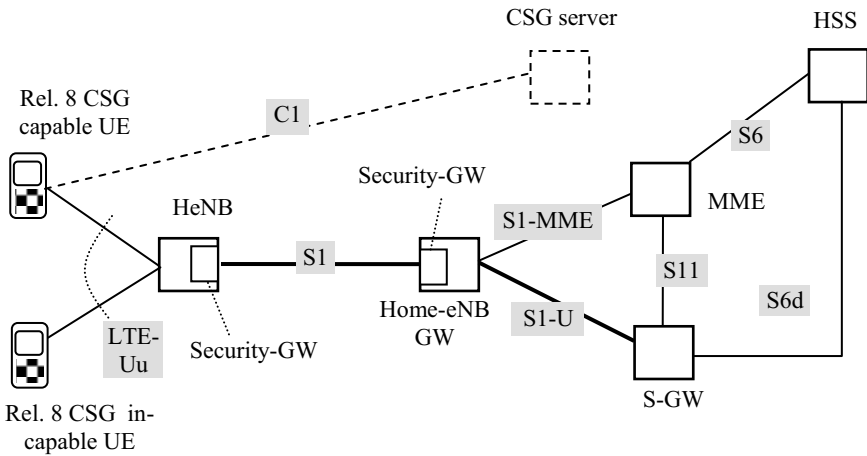 CSG server
HSS
Rel. 8 CSG
capable UE
C1
S6
Security-GW
HeNB
MME
S1-MME
S1
S11
Home-eNB
GW
S6d
S1-U
LTE-
Uu
Security-GW
S-GW
Rel. 8 CSG in-
capable UE